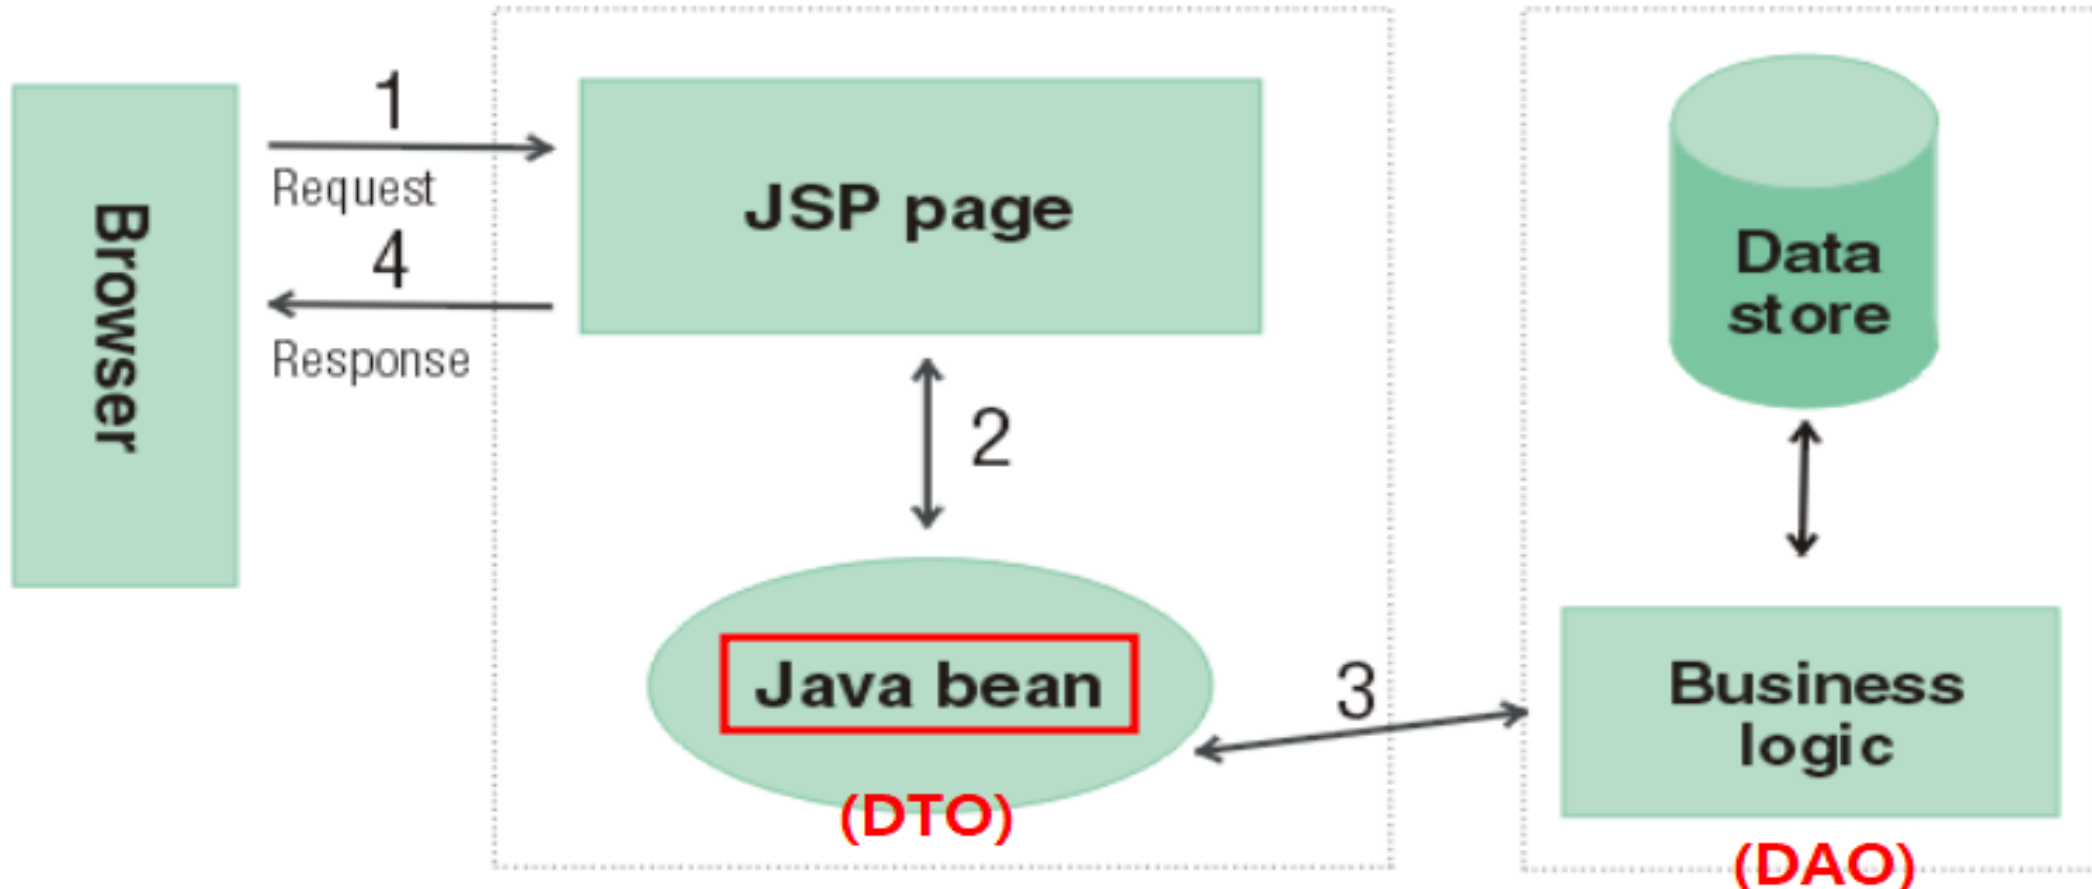 Browser
1
Request
4
Response
JSP page
2
Java bean
(DTO)
3
Data
store
Business
logic
(DAO)